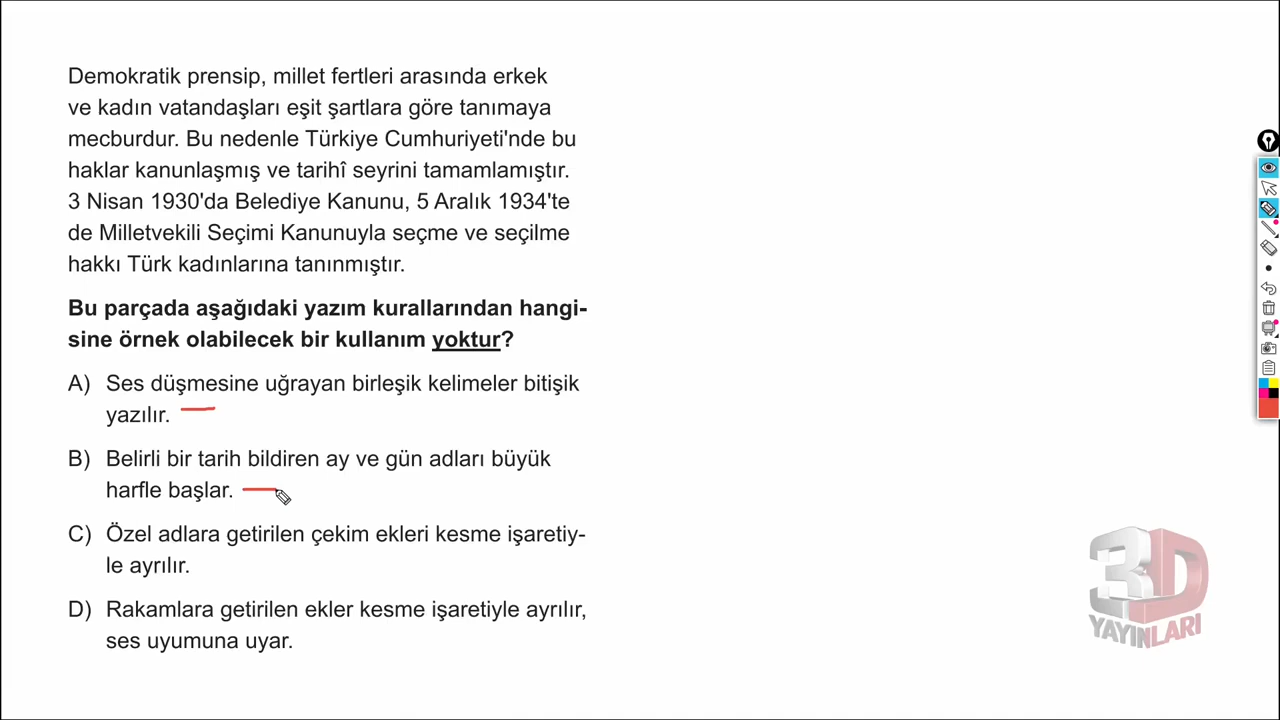 Demokratik prensip, millet fertleri arasında erkek
ve kadın vatandaşları eşit şartlara göre tanımaya
mecburdur. Bu nedenle Türkiye Cumhuriyeti'nde bu
haklar kanunlaşmış ve tarihî seyrini tamamlamıştır.
3 Nisan 1930'da Belediye Kanunu, 5 Aralık 1934'te
de Milletvekili Seçimi Kanunuyla seçme ve seçilme
hakkı Türk kadınlarına tanınmıştır.
Bu parçada aşağıdaki yazım kurallarından hangi-
sine örnek olabilecek bir kullanım yoktur?
A) Ses düşmesine uğrayan birleşik kelimeler bitişik
yazılır.
B) Belirli bir tarih bildiren ay ve gün adları büyük
harfle başlar.
C) Özel adlara getirilen çekim ekleri kesme işaretiy-
le ayrılır.
D) Rakamlara getirilen ekler kesme işaretiyle ayrılır,
ses uyumuna uyar.
3D
YAYINLARI